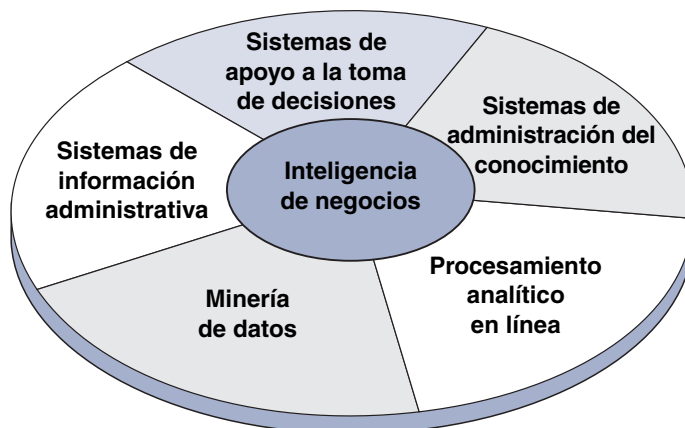 Sistemas de
apoyo a la toma
de decisiones
Sistemas de
administración del
conocimiento
Sistemas de
información
administrativa
Inteligencia
de negocios
Procesamiento
analítico
en línea
Minería
de datos